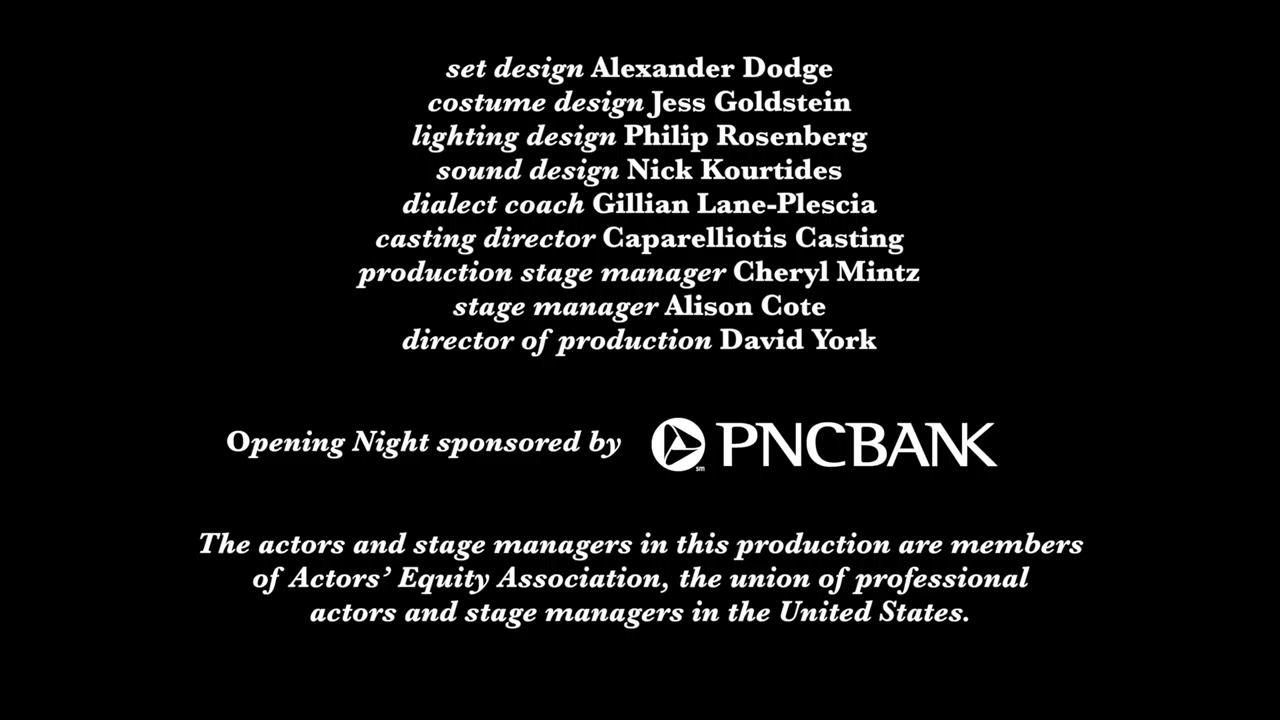 set design Alexander Dodge
costume design Jess Goldstein
lighting design Philip Rosenberg
sound design Nick Kourtides
dialect coach Gillian Lane-Plescia
casting director Caparelliotis Casting
production stage manager Cheryl Mintz
stage manager Alison Cote
director of production David York
Opening Night sponsored by PNCBANK sm
The actors and stage managers in this production are members
of Actors’ Equity Association, the union of professional
actors and stage managers in the United States.